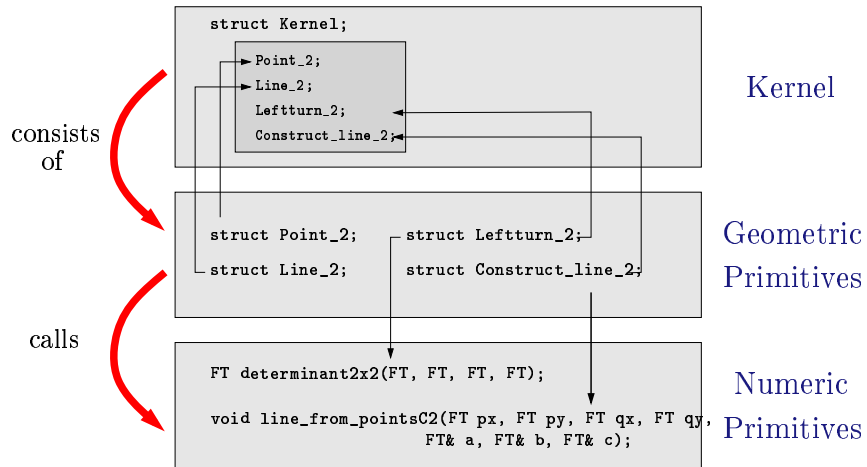 struct Kernel;
Point_2;
Line_2;
Leftturn_2;
Construct_line_2;
Kernel
consists
of
struct Point_2;
struct Leftturn_2;
struct Line_2;
struct Construct_line_2;
Geometric
Primitives
calls
FT determinant2x2(FT, FT, FT, FT);
void line_from_pointsC2(FT px, FT py, FT qx, FT qy,
FT& a, FT& b, FT& c);
Numeric
Primitives